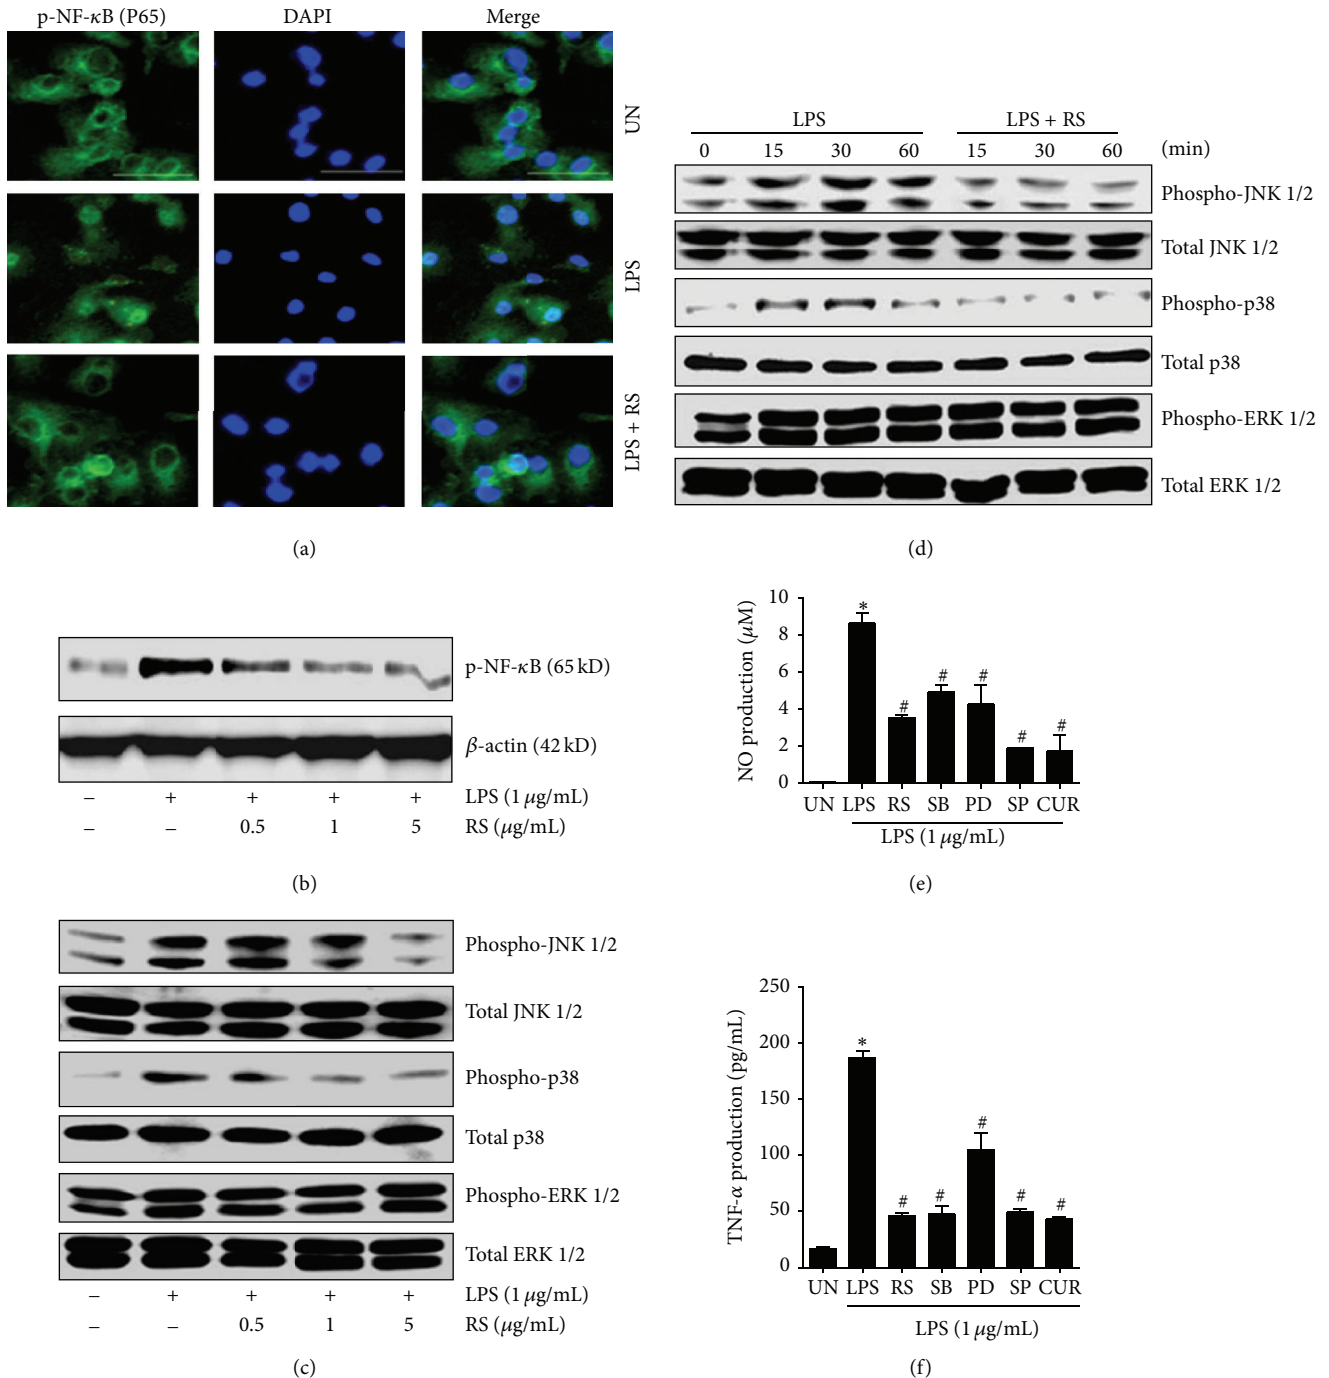 p-NF-κB (P65) DAPI Merge
UN
LPS
LPS + RS
(a)
p-NF-κB (65 kD)
β-actin (42 kD)
– + + + + LPS (1 μg/mL)
– – 0.5 1 5 RS (μg/mL)
(b)
Phospho-JNK 1/2
Total JNK 1/2
Phospho-p38
Total p38
Phospho-ERK 1/2
Total ERK 1/2
– + + + + LPS (1 μg/mL)
– – 0.5 1 5 RS (μg/mL)
(c)
LPS LPS + RS
0 15 30 60 15 30 60 (min)
Phospho-JNK 1/2
Total JNK 1/2
Phospho-p38
Total p38
Phospho-ERK 1/2
Total ERK 1/2
(d)
NO production (μM)
10
8
6
4
2
0
* # # # # #
UN LPS RS SB PD SP CUR
LPS (1 μg/mL)
(e)
TNF-α production (pg/mL)
250
200
150
100
50
0
* # # # # #
UN LPS RS SB PD SP CUR
LPS (1 μg/mL)
(f)